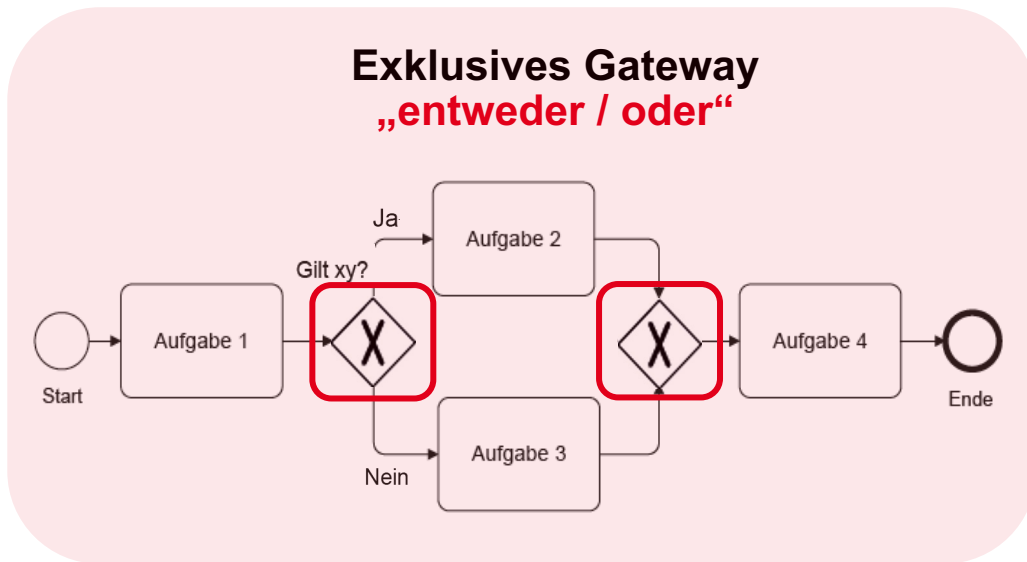 Exklusives Gateway
„entweder / oder“
Ja
Aufgabe 2
Gilt xy?
Aufgabe 1
X
X
Aufgabe 4
Start
Ende
Aufgabe 3
Nein